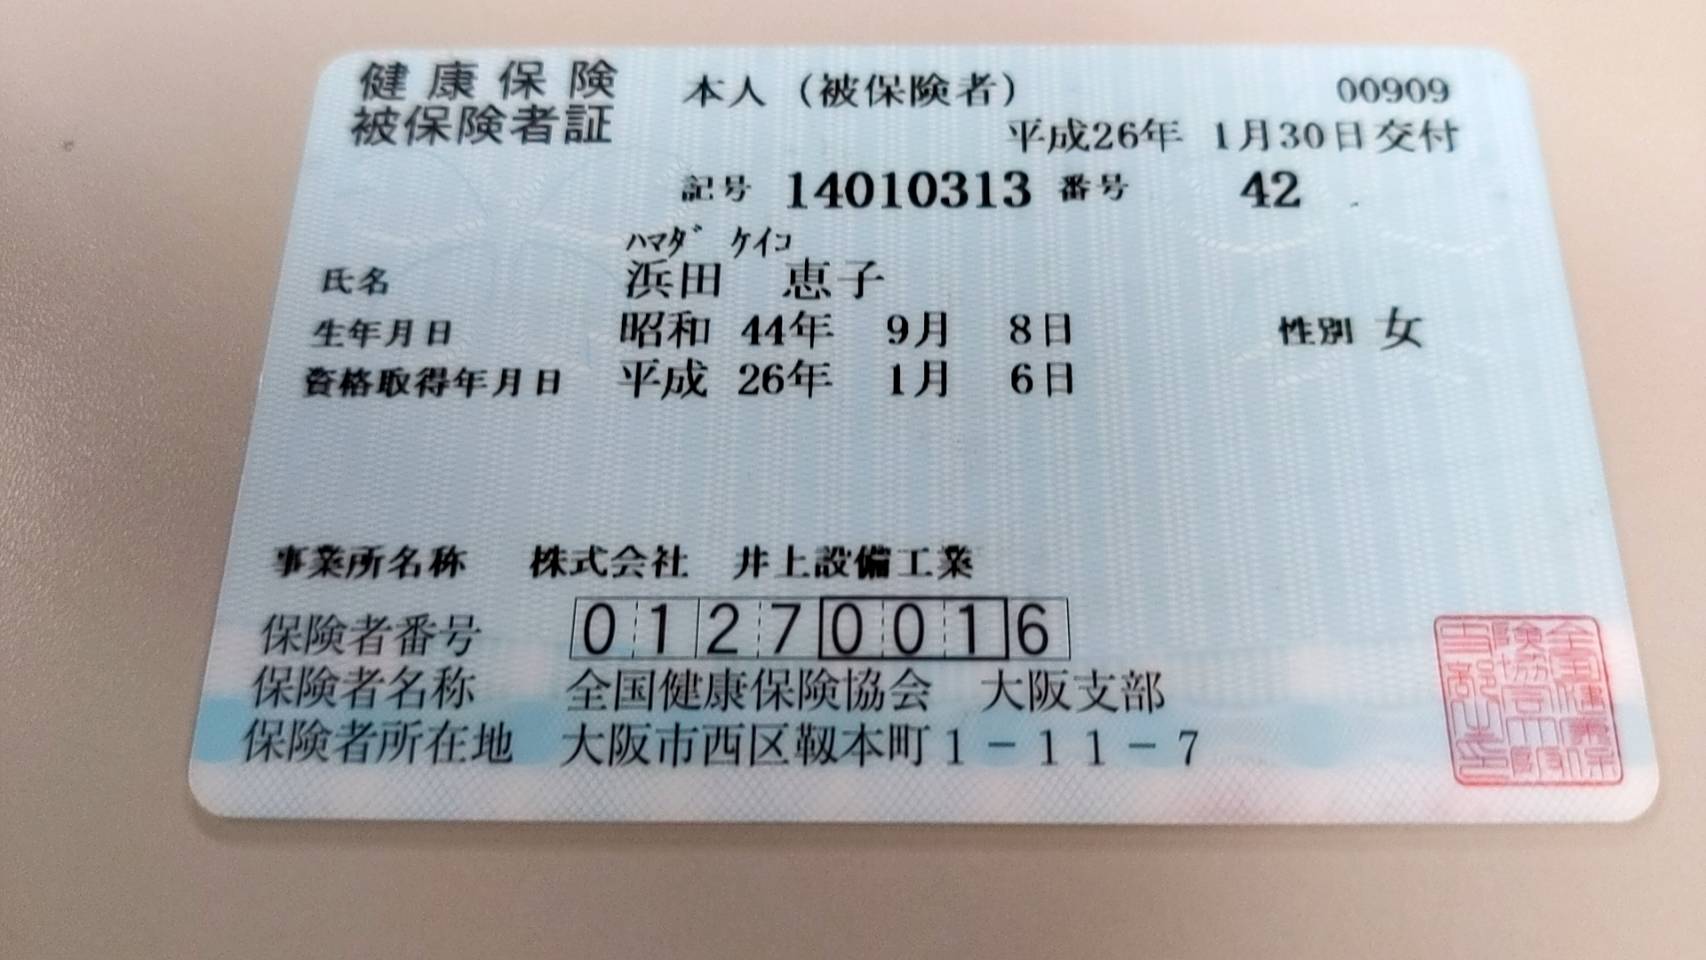 健康保険 本人（被保険者） 00909
被保険者証 平成26年 1月30日交付
記号 14010313 番号 42
ﾊﾏﾀﾞ ｹｲｺ
氏名 浜田 恵子
生年月日 昭和 44年 9月 8日 性別 女
資格取得年月日 平成 26年 1月 6日
事業所名称 株式会社 井上設備工業
保険者番号 01270016
保険者名称 全国健康保険協会 大阪支部
保険者所在地 大阪市西区靱本町1－11－7